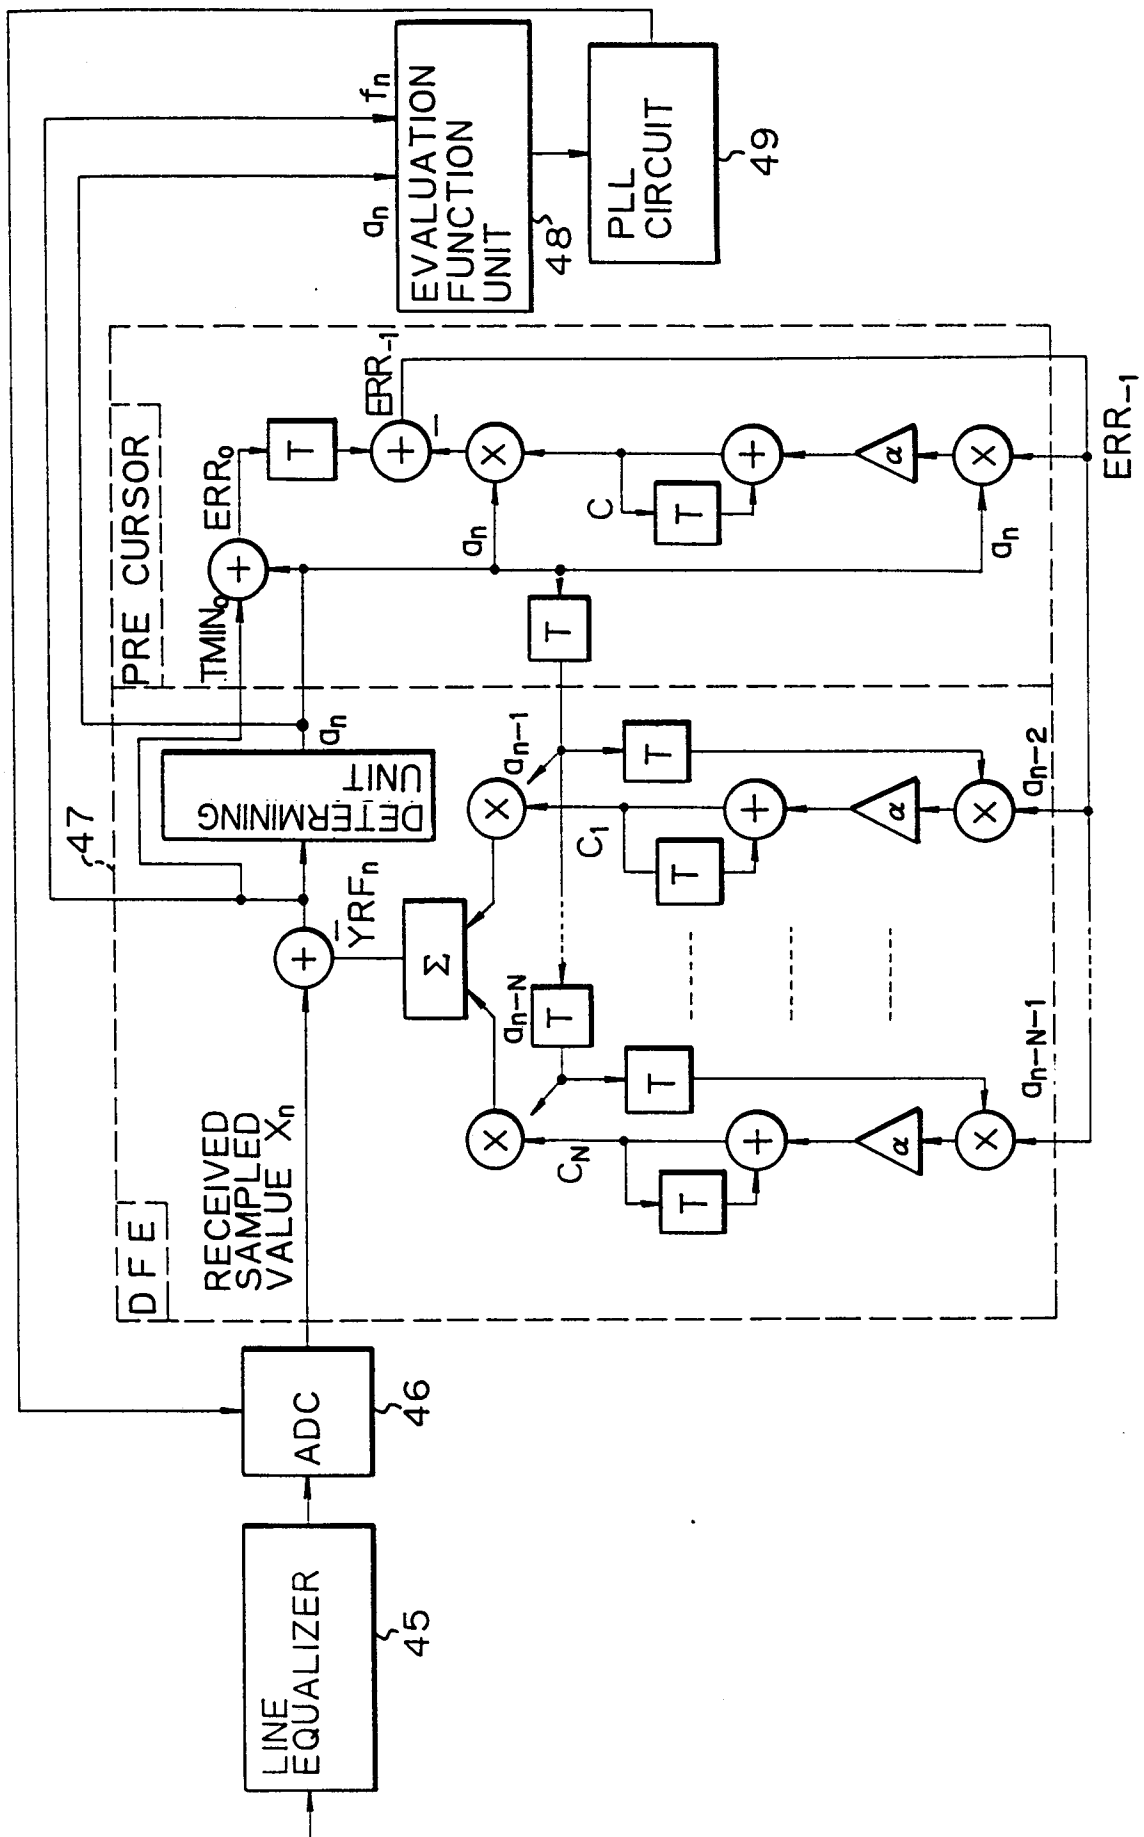 LINE
EQUALIZER
45
ADC
46
DFE
RECEIVED
SAMPLED
VALUE Xn
47
+
− YRFn
Σ
DETERMINING
UNIT
an
PRE CURSOR
TMIN0
+
ERR0
T
+
ERR-1
−
an
X
C
T
+
α
X
an
ERR-1
T
an-1
X
T
C1
T
+
α
X
an-2
an-N
T
X
T
CN
T
+
α
X
an-N-1
an
fn
EVALUATION
FUNCTION
UNIT
48
PLL
CIRCUIT
49